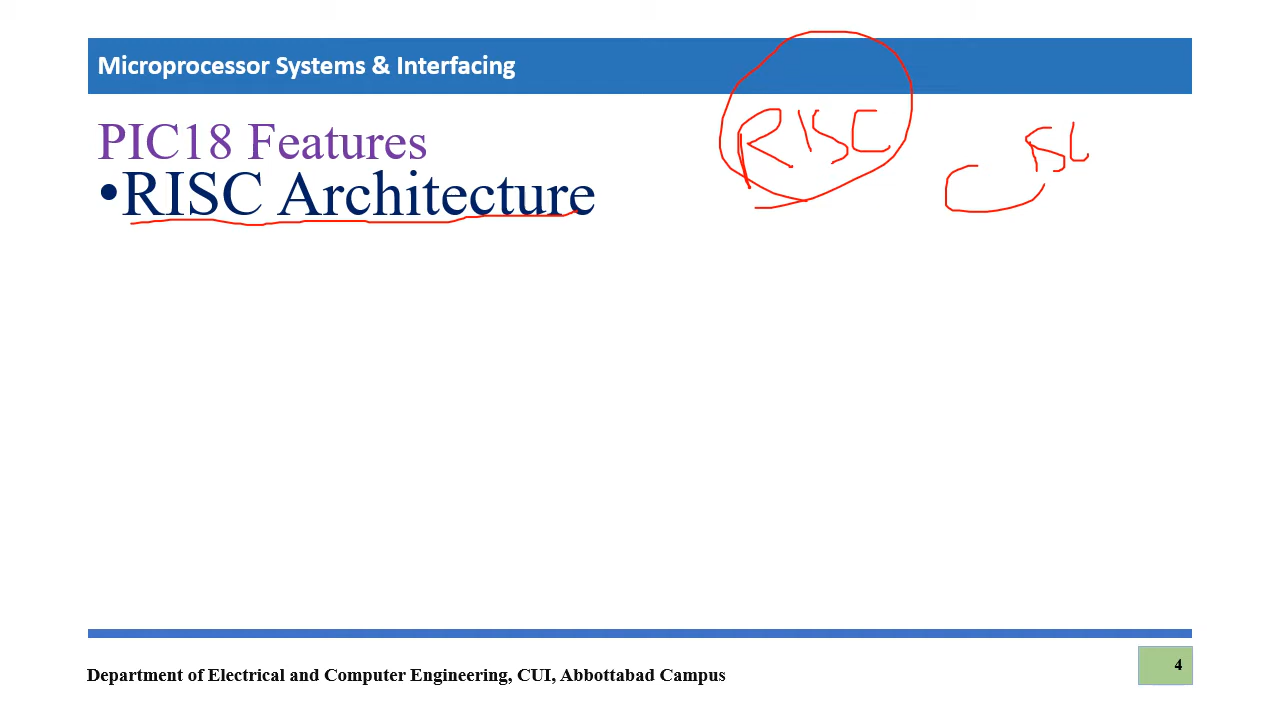 Microprocessor Systems & Interfacing
PIC18 Features
•RISC Architecture
RISC
CISC
Department of Electrical and Computer Engineering, CUI, Abbottabad Campus
4